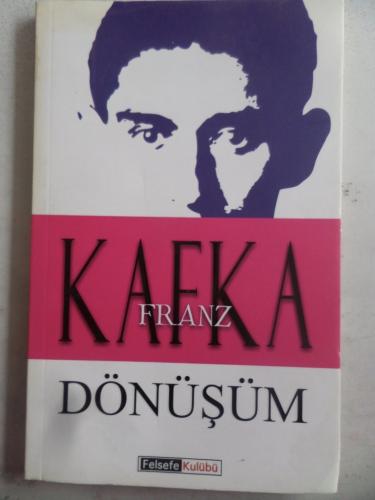 KAFKA
FRANZ
DÖNÜŞÜM
Felsefe Kulübü